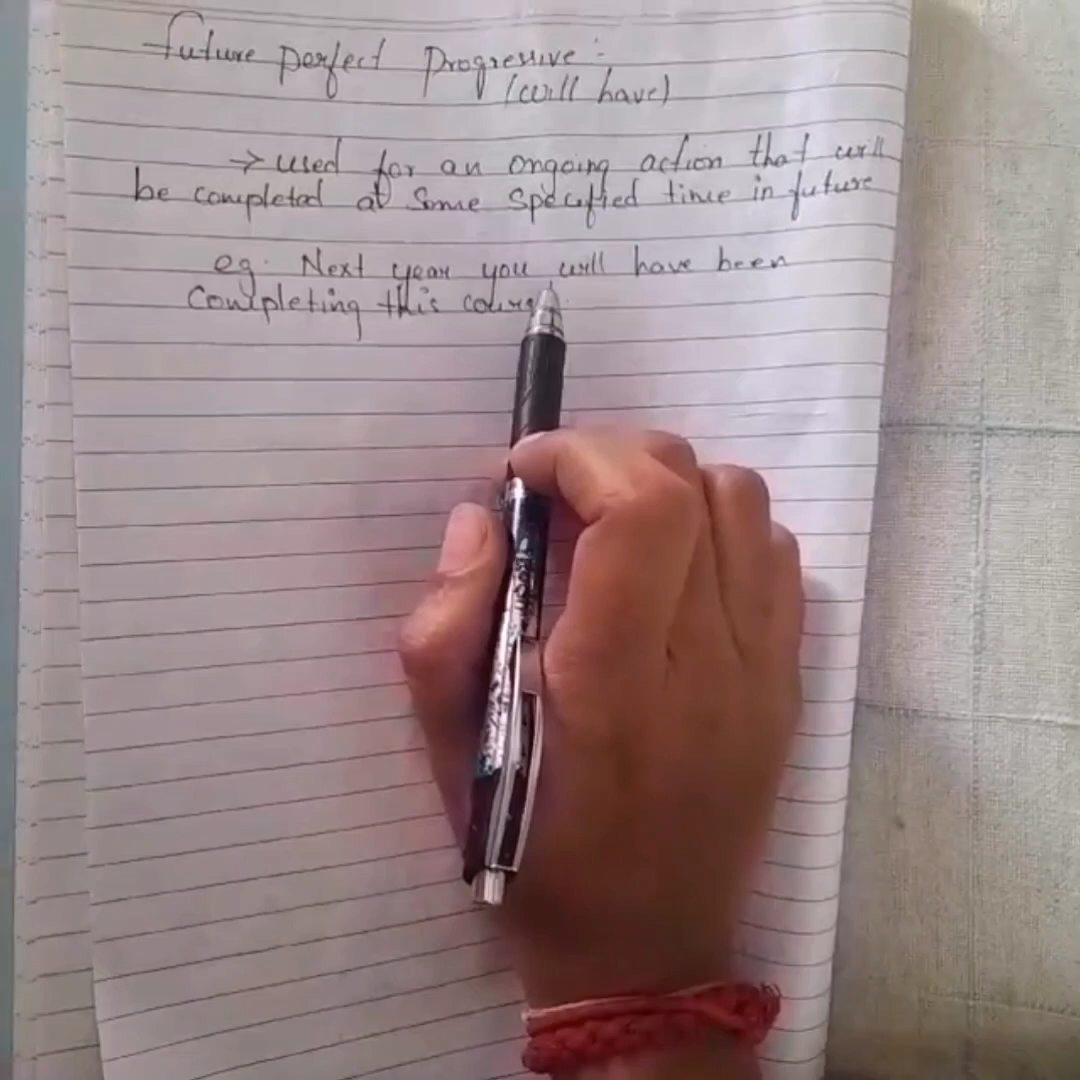 Future perfect Progressive :-
(will have)
→ used for an ongoing action that will
be completed at Some Specified time in future
eg. Next year you will have been
Completing this course.